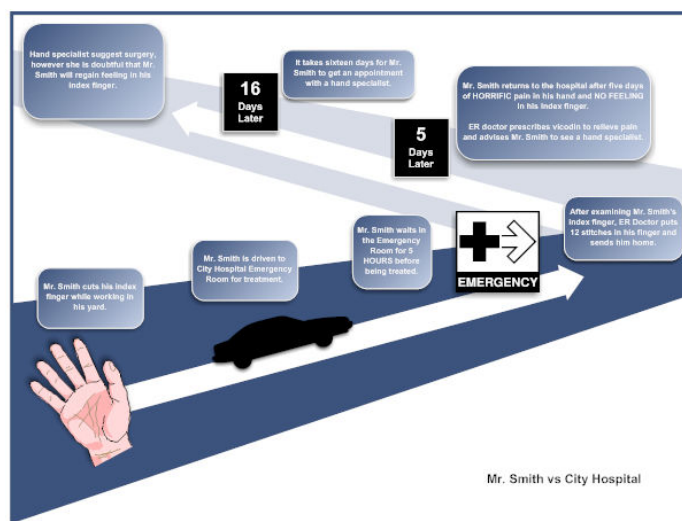 Mr. Smith cuts his index
finger while working in
his yard.
Mr. Smith is driven to
City Hospital Emergency
Room for treatment.
Mr. Smith waits in
the Emergency
Room for 5
HOURS before
being treated.
EMERGENCY
After examining Mr. Smith's
index finger, ER Doctor puts
12 stitches in his finger and
sends him home.
5
Days
Later
Mr. Smith returns to the hospital after five days
of HORRIFIC pain in his hand and NO FEELING
in his index finger.
ER doctor prescribes vicodin to relieve pain
and advises Mr. Smith to see a hand specialist.
16
Days
Later
It takes sixteen days for Mr.
Smith to get an appointment
with a hand specialist.
Hand specialist suggest surgery,
however she is doubtful that Mr.
Smith will regain feeling in his
index finger.
Mr. Smith vs City Hospital